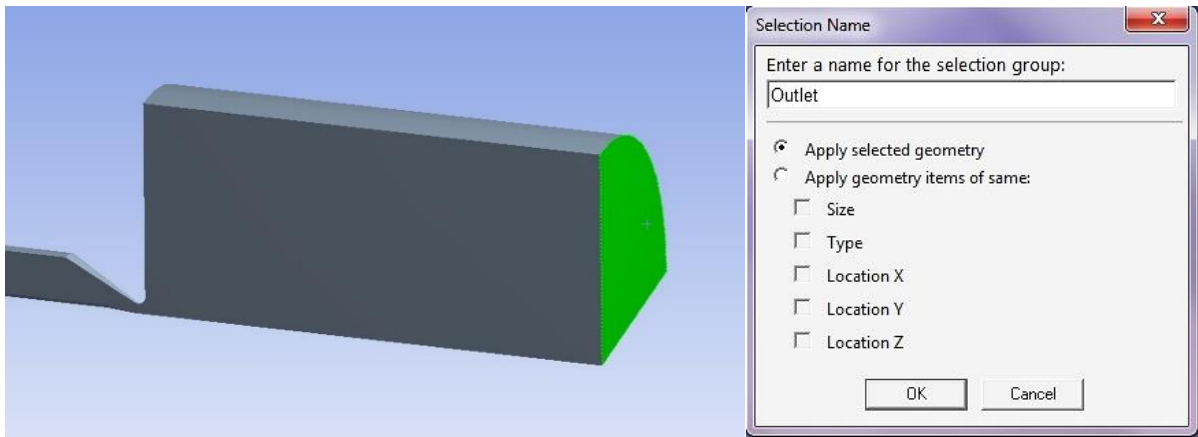 Selection Name
Enter a name for the selection group:
Outlet
Apply selected geometry
Apply geometry items of same:
Size
Type
Location X
Location Y
Location Z
OK
Cancel